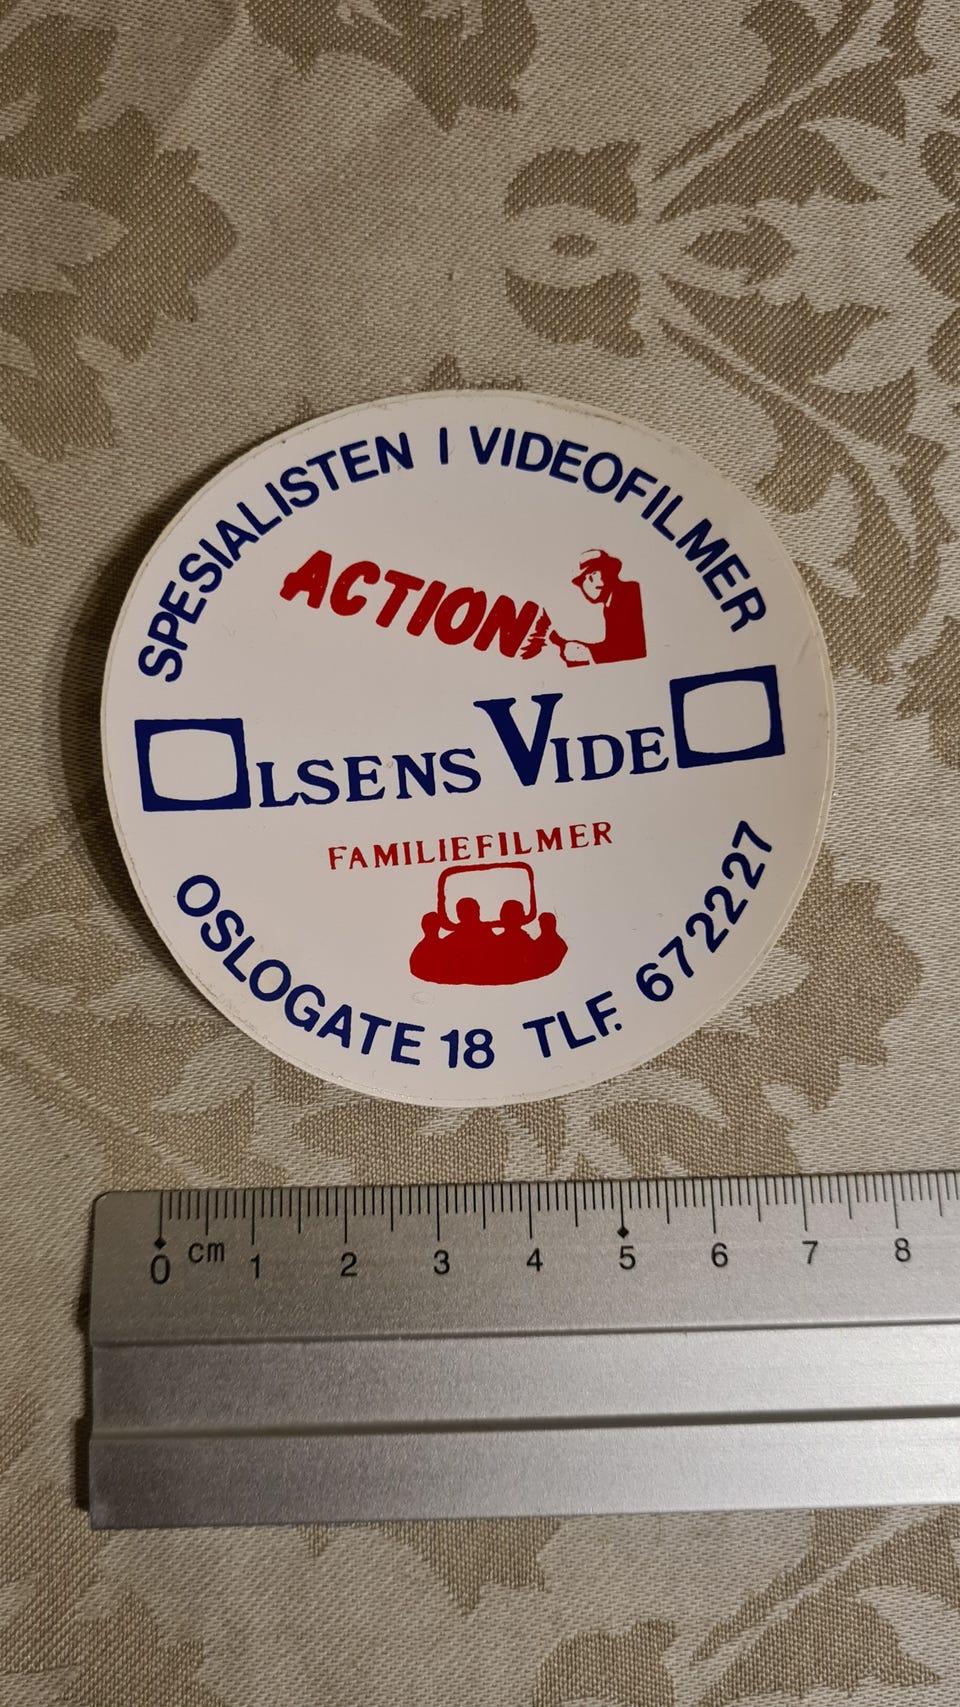 SPESIALISTEN I VIDEOFILMER
ACTION
OLSENS VIDEO
FAMILIEFILMER
OSLOGATE 18 TLF. 672227
0 cm 1 2 3 4 5 6 7 8